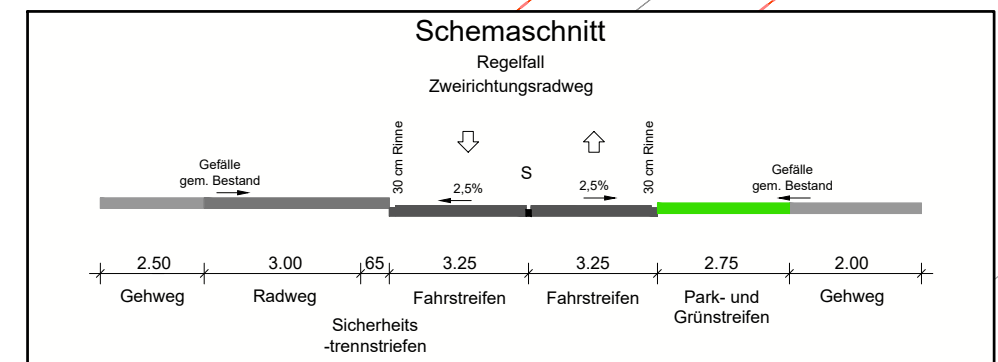 Schemaschnitt
Regelfall
Zweirichtungsradweg
30 cm Rinne
30 cm Rinne
Gefälle
gem. Bestand
2,5%
S
2,5%
Gefälle
gem. Bestand
2.50
3.00
65
3.25
3.25
2.75
2.00
Gehweg
Radweg
Fahrstreifen
Fahrstreifen
Park- und
Grünstreifen
Gehweg
Sicherheits
-trennstriefen